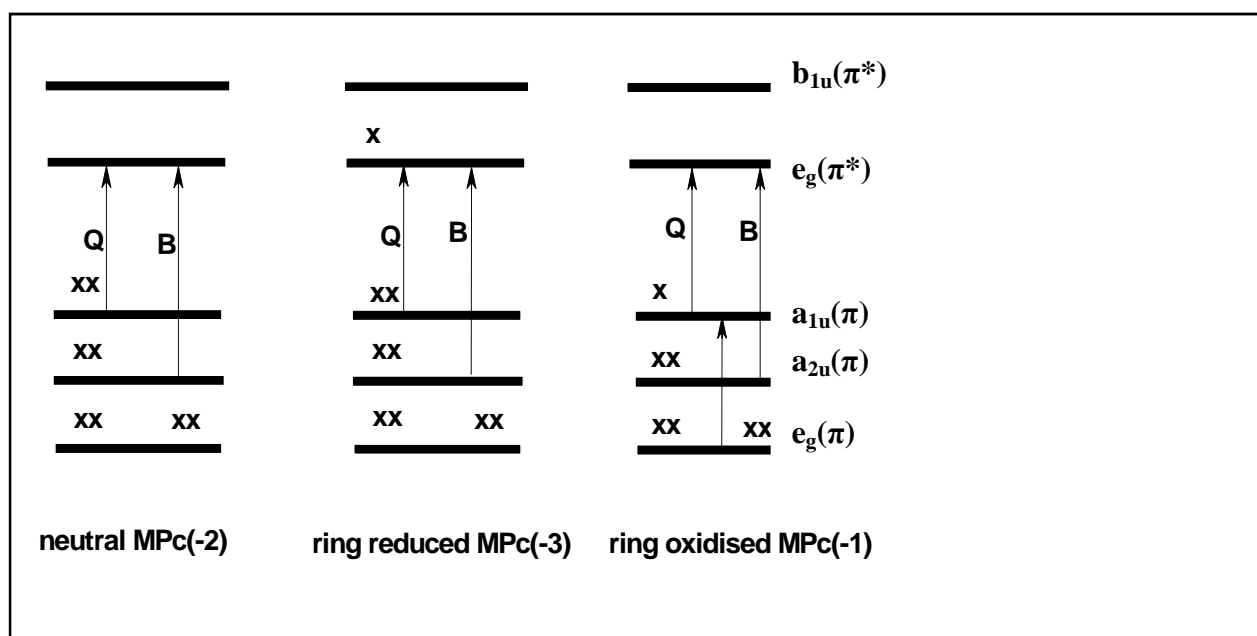 b1u(π*)
x
eg(π*)
Q B Q B Q B
xx xx x
a1u(π)
xx xx xx a2u(π)
xx xx xx xx xx xx eg(π)
neutral MPc(-2) ring reduced MPc(-3) ring oxidised MPc(-1)